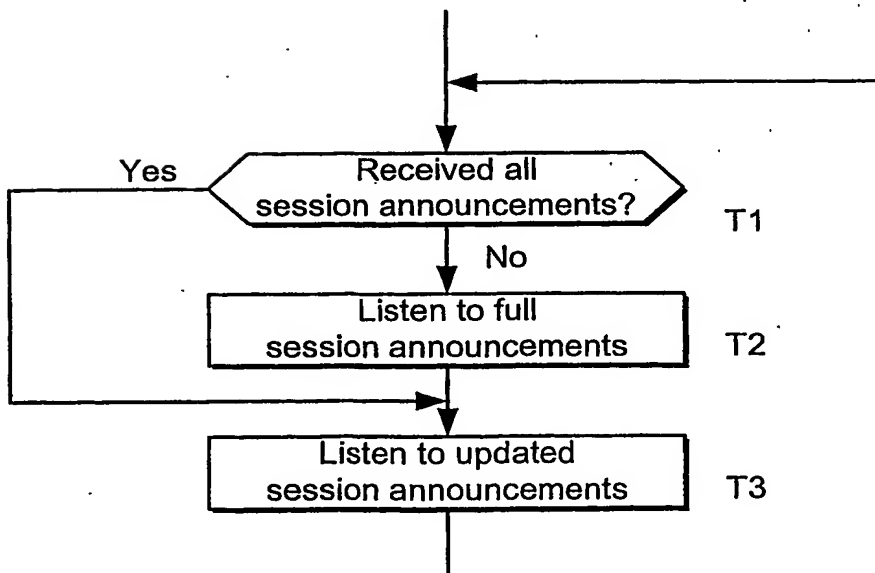 Yes
Received all
session announcements?
T1
No
Listen to full
session announcements
T2
Listen to updated
session announcements
T3